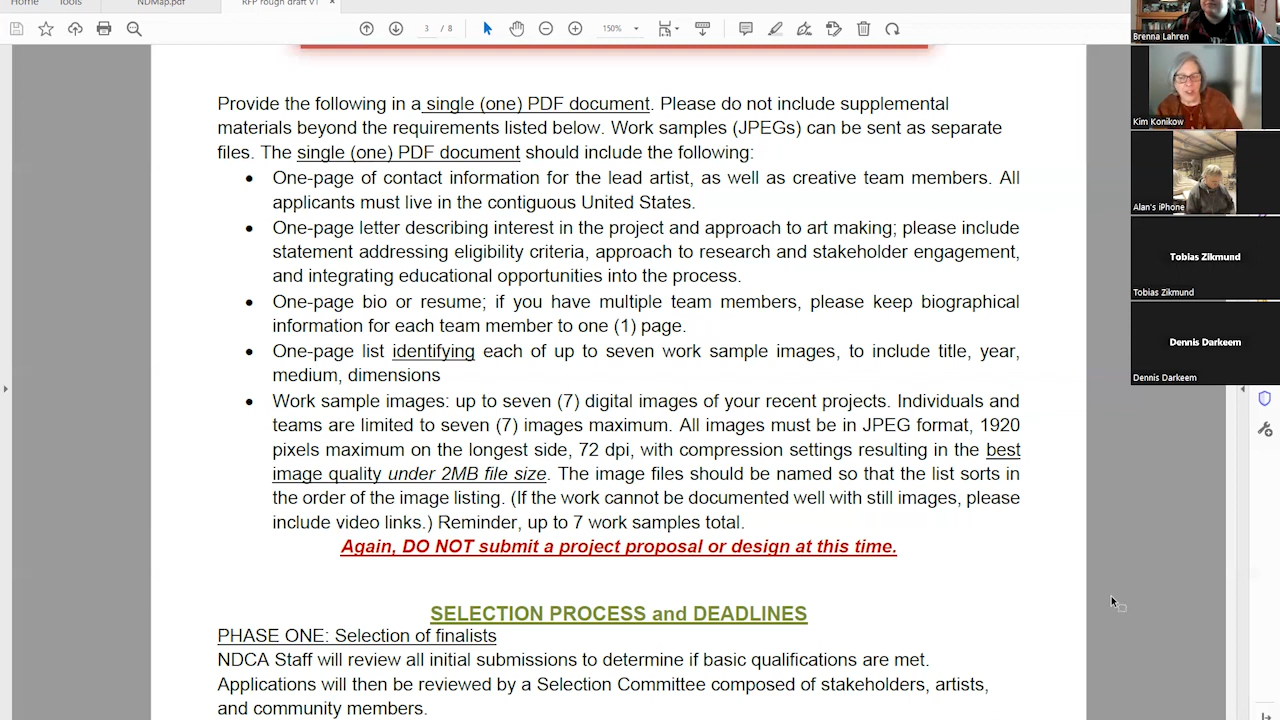 Home
Tools
NDMap.pdf
RFP rough draft V1
3 / 8
150%
Provide the following in a single (one) PDF document. Please do not include supplemental
materials beyond the requirements listed below. Work samples (JPEGs) can be sent as separate
files. The single (one) PDF document should include the following:
• One-page of contact information for the lead artist, as well as creative team members. All
applicants must live in the contiguous United States.
• One-page letter describing interest in the project and approach to art making; please include
statement addressing eligibility criteria, approach to research and stakeholder engagement,
and integrating educational opportunities into the process.
• One-page bio or resume; if you have multiple team members, please keep biographical
information for each team member to one (1) page.
• One-page list identifying each of up to seven work sample images, to include title, year,
medium, dimensions
• Work sample images: up to seven (7) digital images of your recent projects. Individuals and
teams are limited to seven (7) images maximum. All images must be in JPEG format, 1920
pixels maximum on the longest side, 72 dpi, with compression settings resulting in the best
image quality under 2MB file size. The image files should be named so that the list sorts in
the order of the image listing. (If the work cannot be documented well with still images, please
include video links.) Reminder, up to 7 work samples total.
Again, DO NOT submit a project proposal or design at this time.
SELECTION PROCESS and DEADLINES
PHASE ONE: Selection of finalists
NDCA Staff will review all initial submissions to determine if basic qualifications are met.
Applications will then be reviewed by a Selection Committee composed of stakeholders, artists,
and community members.
Brenna Lahren
Kim Konikow
Alan's iPhone
Tobias Zikmund
Tobias Zikmund
Dennis Darkeem
Dennis Darkeem